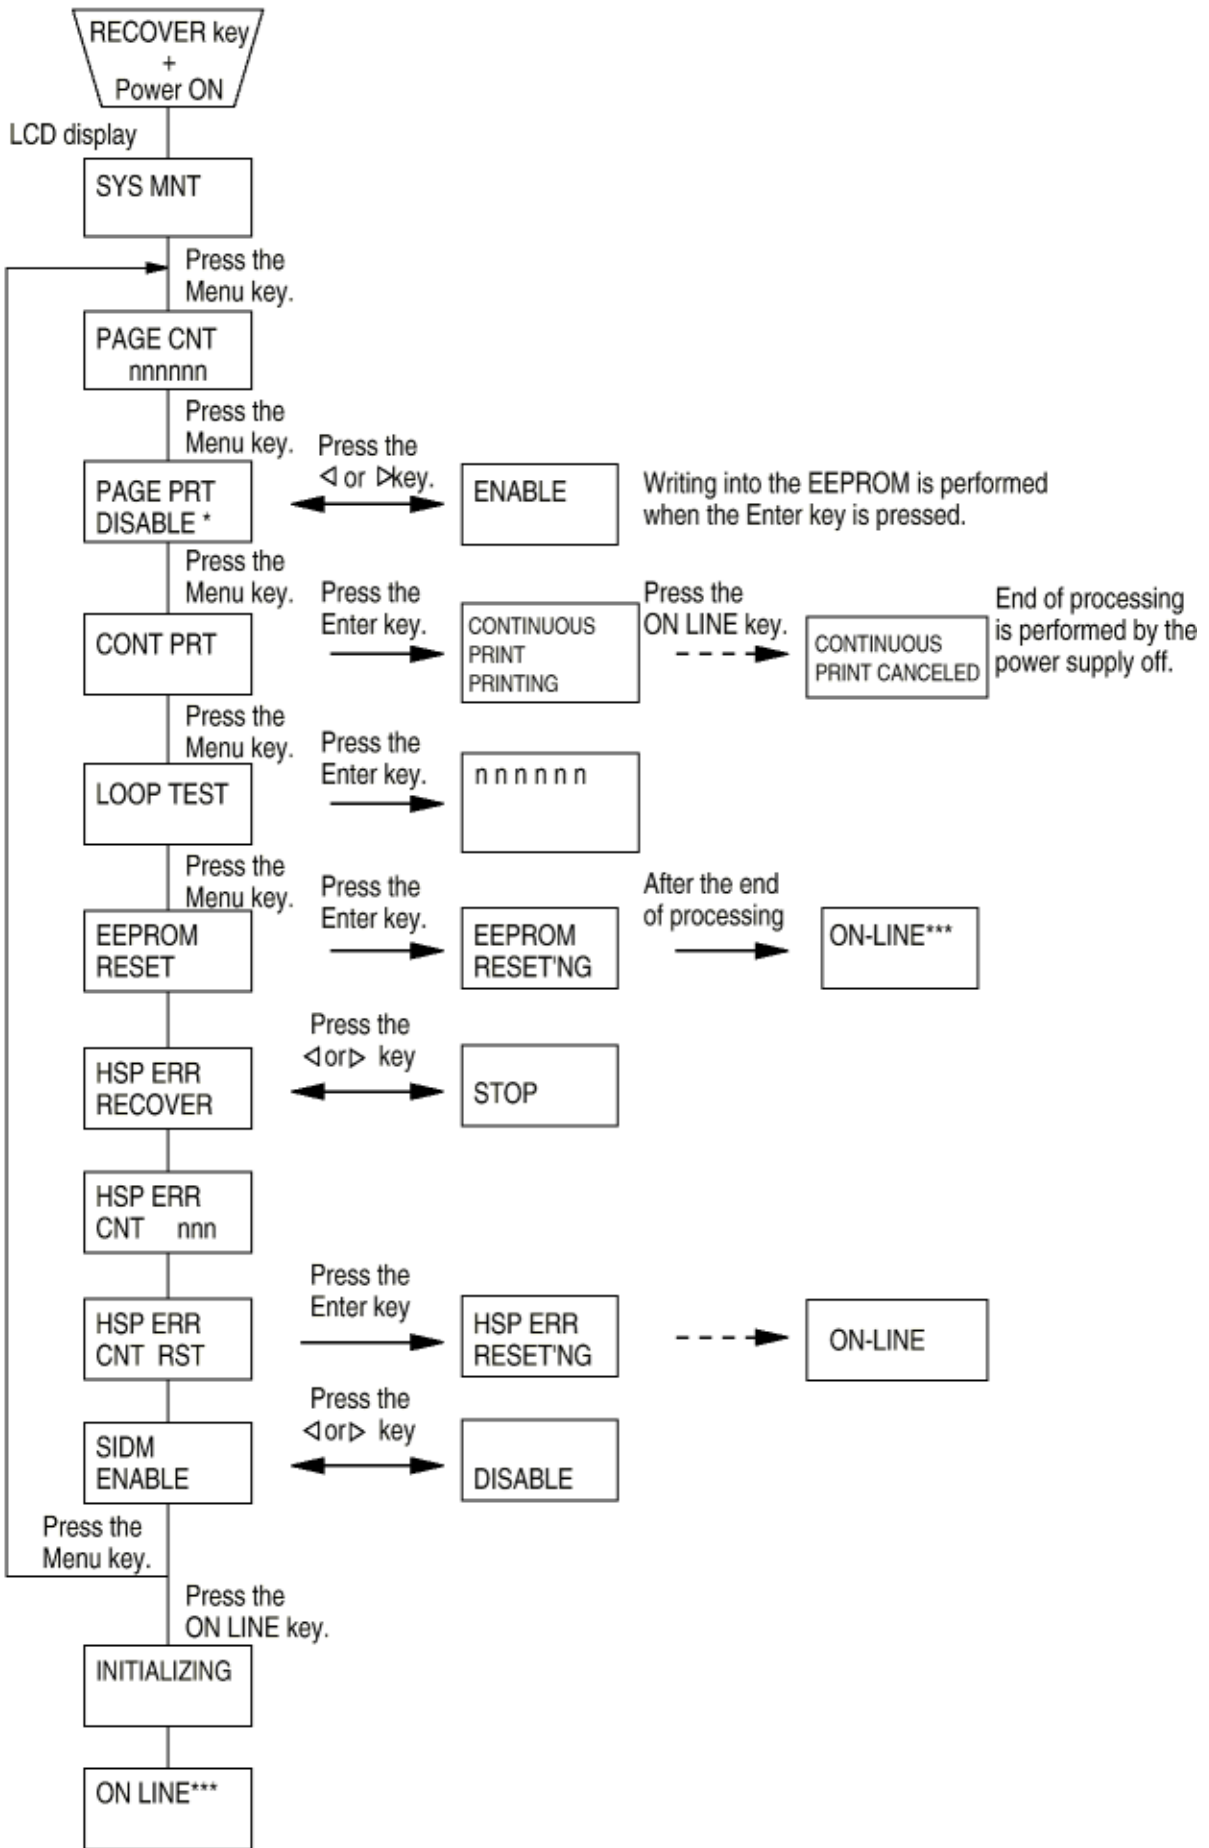 RECOVER key
+
Power ON
LCD display
SYS MNT
Press the
Menu key.
PAGE CNT
nnnnnn
Press the
Menu key.
PAGE PRT
DISABLE *
Press the
◁ or ▷key.
ENABLE
Writing into the EEPROM is performed
when the Enter key is pressed.
Press the
Menu key.
CONT PRT
Press the
Enter key.
CONTINUOUS
PRINT
PRINTING
Press the
ON LINE key.
CONTINUOUS
PRINT CANCELED
End of processing
is performed by the
power supply off.
Press the
Menu key.
LOOP TEST
Press the
Enter key.
n n n n n n
Press the
Menu key.
EEPROM
RESET
Press the
Enter key.
EEPROM
RESET'NG
After the end
of processing
ON-LINE***
HSP ERR
RECOVER
Press the
◁or▷ key
STOP
HSP ERR
CNT nnn
HSP ERR
CNT RST
Press the
Enter key
HSP ERR
RESET'NG
ON-LINE
SIDM
ENABLE
Press the
◁or▷ key
DISABLE
Press the
Menu key.
Press the
ON LINE key.
INITIALIZING
ON LINE***